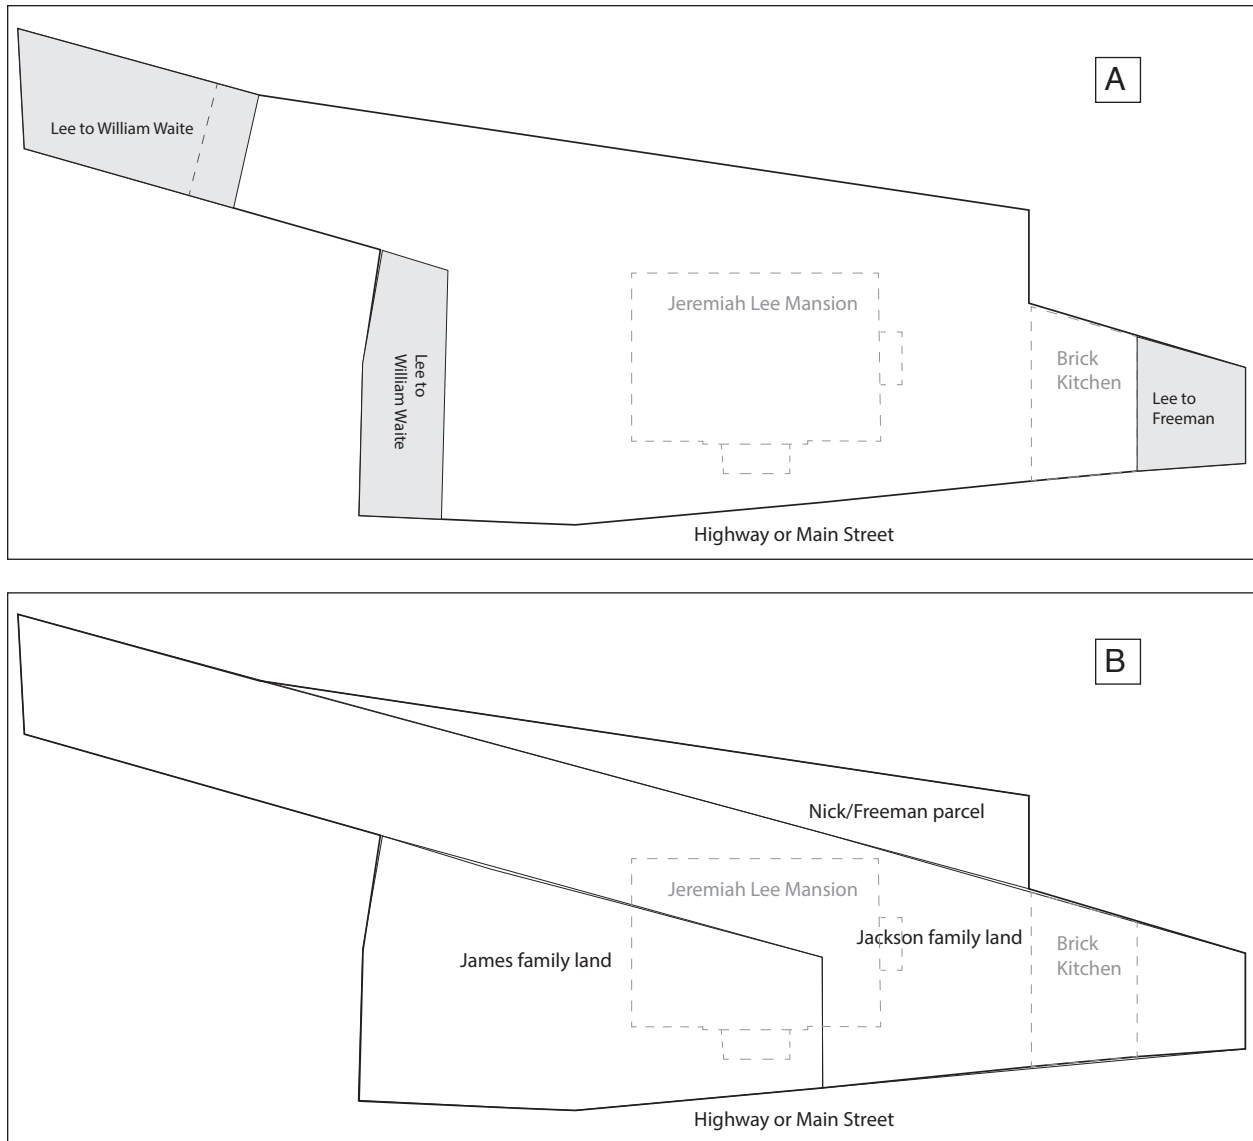 A
Lee to William Waite
Jeremiah Lee Mansion
Lee to
William Waite
Brick
Kitchen
Lee to
Freeman
Highway or Main Street
B
Nick/Freeman parcel
Jeremiah Lee Mansion
Jackson family land
Brick
Kitchen
James family land
Highway or Main Street